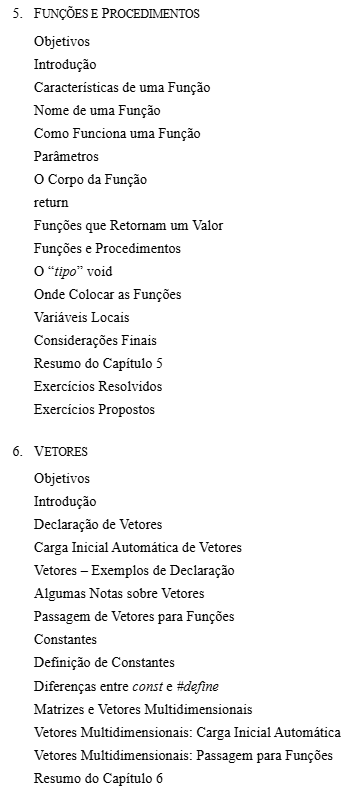 5. FUNÇÕES E PROCEDIMENTOS
Objetivos
Introdução
Características de uma Função
Nome de uma Função
Como Funciona uma Função
Parâmetros
O Corpo da Função
return
Funções que Retornam um Valor
Funções e Procedimentos
O “tipo” void
Onde Colocar as Funções
Variáveis Locais
Considerações Finais
Resumo do Capítulo 5
Exercícios Resolvidos
Exercícios Propostos
6. VETORES
Objetivos
Introdução
Declaração de Vetores
Carga Inicial Automática de Vetores
Vetores – Exemplos de Declaração
Algumas Notas sobre Vetores
Passagem de Vetores para Funções
Constantes
Definição de Constantes
Diferenças entre const e #define
Matrizes e Vetores Multidimensionais
Vetores Multidimensionais: Carga Inicial Automática
Vetores Multidimensionais: Passagem para Funções
Resumo do Capítulo 6